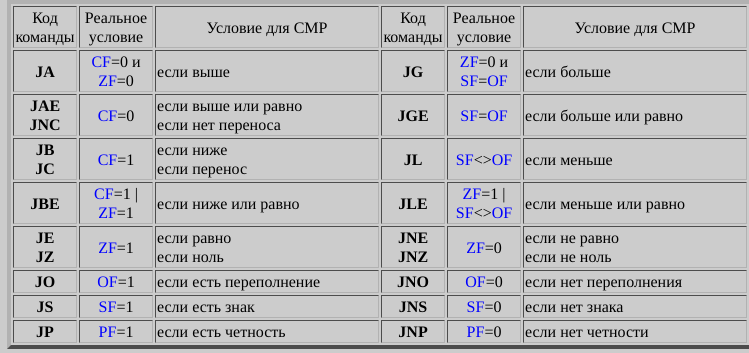 Код команды Реальное условие Условие для CMP Код команды Реальное условие Условие для CMP
JA CF=0 и ZF=0 если выше JG ZF=0 и SF=OF если больше
JAE JNC CF=0 если выше или равно если нет переноса JGE SF=OF если больше или равно
JB JC CF=1 если ниже если перенос JL SF<>OF если меньше
JBE CF=1 | ZF=1 если ниже или равно JLE ZF=1 | SF<>OF если меньше или равно
JE JZ ZF=1 если равно если ноль JNE JNZ ZF=0 если не равно если не ноль
JO OF=1 если есть переполнение JNO OF=0 если нет переполнения
JS SF=1 если есть знак JNS SF=0 если нет знака
JP PF=1 если есть четность JNP PF=0 если нет четности